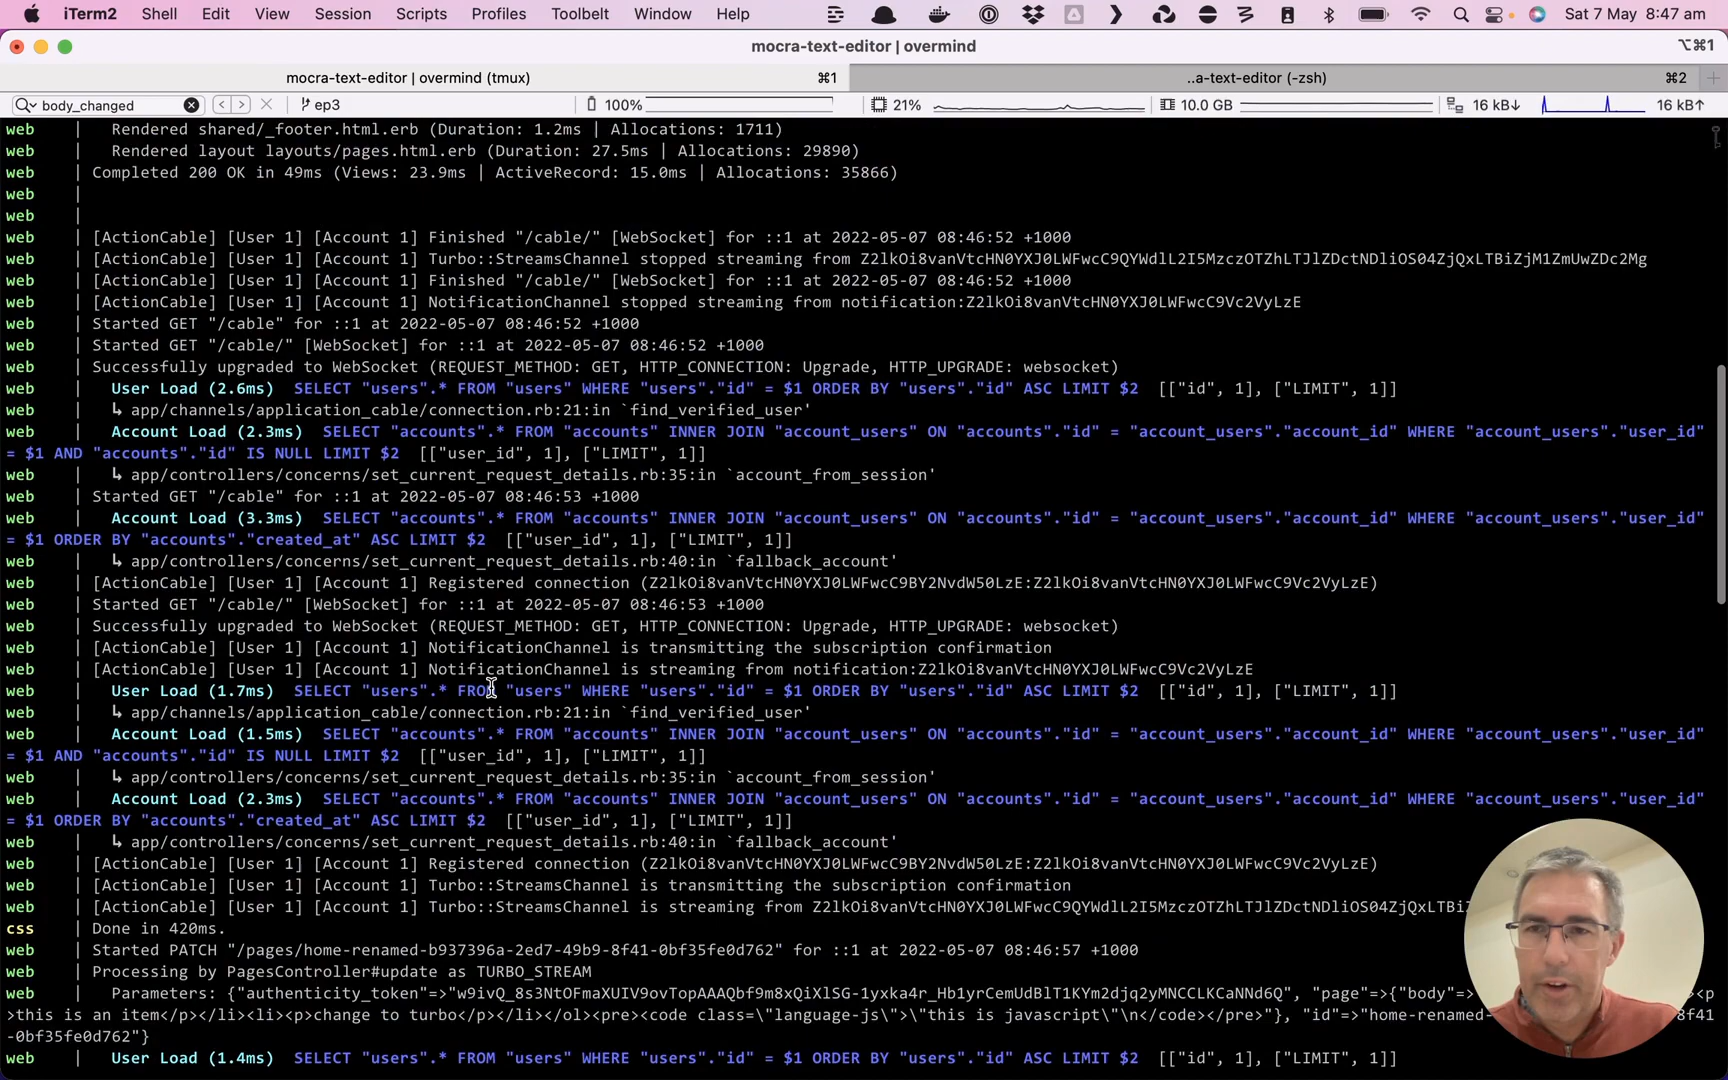 iTerm2 Shell Edit View Session Scripts Profiles Toolbelt Window Help Sat 7 May 8:47 am
mocra-text-editor | overmind ⌥⌘1
mocra-text-editor | overmind (tmux) ⌘1 ..a-text-editor (-zsh) ⌘2
body_changed ep3 100% 21% 10.0 GB 16 kB↓ 16 kB↑
web | Rendered shared/_footer.html.erb (Duration: 1.2ms | Allocations: 1711)
web | Rendered layout layouts/pages.html.erb (Duration: 27.5ms | Allocations: 29890)
web | Completed 200 OK in 49ms (Views: 23.9ms | ActiveRecord: 15.0ms | Allocations: 35866)
web |
web |
web | [ActionCable] [User 1] [Account 1] Finished "/cable/" [WebSocket] for ::1 at 2022-05-07 08:46:52 +1000
web | [ActionCable] [User 1] [Account 1] Turbo::StreamsChannel stopped streaming from Z2lkOi8vanVtcHN0YXJ0LWFwcC9QYWdlL2I5MzczOTZhLTJlZDctNDliOS04ZjQxLTBiZjM1ZmUwZDc2Mg
web | [ActionCable] [User 1] [Account 1] Finished "/cable/" [WebSocket] for ::1 at 2022-05-07 08:46:52 +1000
web | [ActionCable] [User 1] [Account 1] NotificationChannel stopped streaming from notification:Z2lkOi8vanVtcHN0YXJ0LWFwcC9Vc2VyLzE
web | Started GET "/cable" for ::1 at 2022-05-07 08:46:52 +1000
web | Started GET "/cable/" [WebSocket] for ::1 at 2022-05-07 08:46:52 +1000
web | Successfully upgraded to WebSocket (REQUEST_METHOD: GET, HTTP_CONNECTION: Upgrade, HTTP_UPGRADE: websocket)
web | User Load (2.6ms) SELECT "users".* FROM "users" WHERE "users"."id" = $1 ORDER BY "users"."id" ASC LIMIT $2 [["id", 1], ["LIMIT", 1]]
web | ↳ app/channels/application_cable/connection.rb:21:in `find_verified_user'
web | Account Load (2.3ms) SELECT "accounts".* FROM "accounts" INNER JOIN "account_users" ON "accounts"."id" = "account_users"."account_id" WHERE "account_users"."user_id"
= $1 AND "accounts"."id" IS NULL LIMIT $2 [["user_id", 1], ["LIMIT", 1]]
web | ↳ app/controllers/concerns/set_current_request_details.rb:35:in `account_from_session'
web | Started GET "/cable" for ::1 at 2022-05-07 08:46:53 +1000
web | Account Load (3.3ms) SELECT "accounts".* FROM "accounts" INNER JOIN "account_users" ON "accounts"."id" = "account_users"."account_id" WHERE "account_users"."user_id"
= $1 ORDER BY "accounts"."created_at" ASC LIMIT $2 [["user_id", 1], ["LIMIT", 1]]
web | ↳ app/controllers/concerns/set_current_request_details.rb:40:in `fallback_account'
web | [ActionCable] [User 1] [Account 1] Registered connection (Z2lkOi8vanVtcHN0YXJ0LWFwcC9BY2NvdW50LzE:Z2lkOi8vanVtcHN0YXJ0LWFwcC9Vc2VyLzE)
web | Started GET "/cable/" [WebSocket] for ::1 at 2022-05-07 08:46:53 +1000
web | Successfully upgraded to WebSocket (REQUEST_METHOD: GET, HTTP_CONNECTION: Upgrade, HTTP_UPGRADE: websocket)
web | [ActionCable] [User 1] [Account 1] NotificationChannel is transmitting the subscription confirmation
web | [ActionCable] [User 1] [Account 1] NotificationChannel is streaming from notification:Z2lkOi8vanVtcHN0YXJ0LWFwcC9Vc2VyLzE
web | User Load (1.7ms) SELECT "users".* FROM "users" WHERE "users"."id" = $1 ORDER BY "users"."id" ASC LIMIT $2 [["id", 1], ["LIMIT", 1]]
web | ↳ app/channels/application_cable/connection.rb:21:in `find_verified_user'
web | Account Load (1.5ms) SELECT "accounts".* FROM "accounts" INNER JOIN "account_users" ON "accounts"."id" = "account_users"."account_id" WHERE "account_users"."user_id"
= $1 AND "accounts"."id" IS NULL LIMIT $2 [["user_id", 1], ["LIMIT", 1]]
web | ↳ app/controllers/concerns/set_current_request_details.rb:35:in `account_from_session'
web | Account Load (2.3ms) SELECT "accounts".* FROM "accounts" INNER JOIN "account_users" ON "accounts"."id" = "account_users"."account_id" WHERE "account_users"."user_id"
= $1 ORDER BY "accounts"."created_at" ASC LIMIT $2 [["user_id", 1], ["LIMIT", 1]]
web | ↳ app/controllers/concerns/set_current_request_details.rb:40:in `fallback_account'
web | [ActionCable] [User 1] [Account 1] Registered connection (Z2lkOi8vanVtcHN0YXJ0LWFwcC9BY2NvdW50LzE:Z2lkOi8vanVtcHN0YXJ0LWFwcC9Vc2VyLzE)
web | [ActionCable] [User 1] [Account 1] Turbo::StreamsChannel is transmitting the subscription confirmation
web | [ActionCable] [User 1] [Account 1] Turbo::StreamsChannel is streaming from Z2lkOi8vanVtcHN0YXJ0LWFwcC9QYWdlL2I5MzczOTZhLTJlZDctNDliOS04ZjQxLTBi
css | Done in 420ms.
web | Started PATCH "/pages/home-renamed-b937396a-2ed7-49b9-8f41-0bf35fe0d762" for ::1 at 2022-05-07 08:46:57 +1000
web | Processing by PagesController#update as TURBO_STREAM
web | Parameters: {"authenticity_token"=>"w9ivQ_8s3NtOFmaXUIV9ovTopAAAQbf9m8xQiXlSG-1yxka4r_Hb1yrCemUdBlT1KYm2djq2yMNCCLKCaNNd6Q", "page"=>{"body"=> <p
>this is an item</p></li><li><p>change to turbo</p></li></ol><pre><code class=\"language-js\">\"this is javascript\"\n</code></pre>"}, "id"=>"home-renamed- 8f41
-0bf35fe0d762"}
web | User Load (1.4ms) SELECT "users".* FROM "users" WHERE "users"."id" = $1 ORDER BY "users"."id" ASC LIMIT $2 [["id", 1], ["LIMIT", 1]]